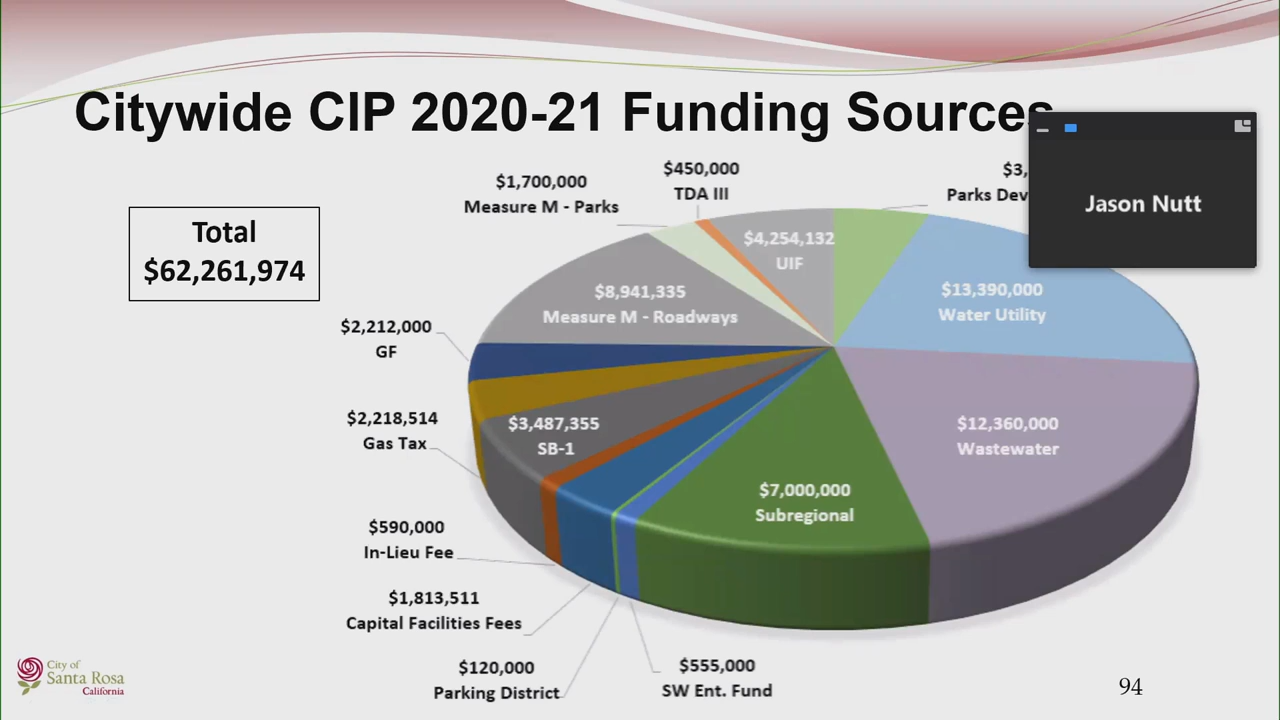 Citywide CIP 2020-21 Funding Sources
Jason Nutt
Total
$62,261,974
$1,700,000
Measure M - Parks
$450,000
TDA III
$3,
Parks Dev
$4,254,132
UIF
$13,390,000
Water Utility
$8,941,335
Measure M - Roadways
$2,212,000
GF
$2,218,514
Gas Tax
$3,487,355
SB-1
$12,360,000
Wastewater
$7,000,000
Subregional
$590,000
In-Lieu Fee
$1,813,511
Capital Facilities Fees
$120,000
Parking District
$555,000
SW Ent. Fund
City of
Santa Rosa
California
94